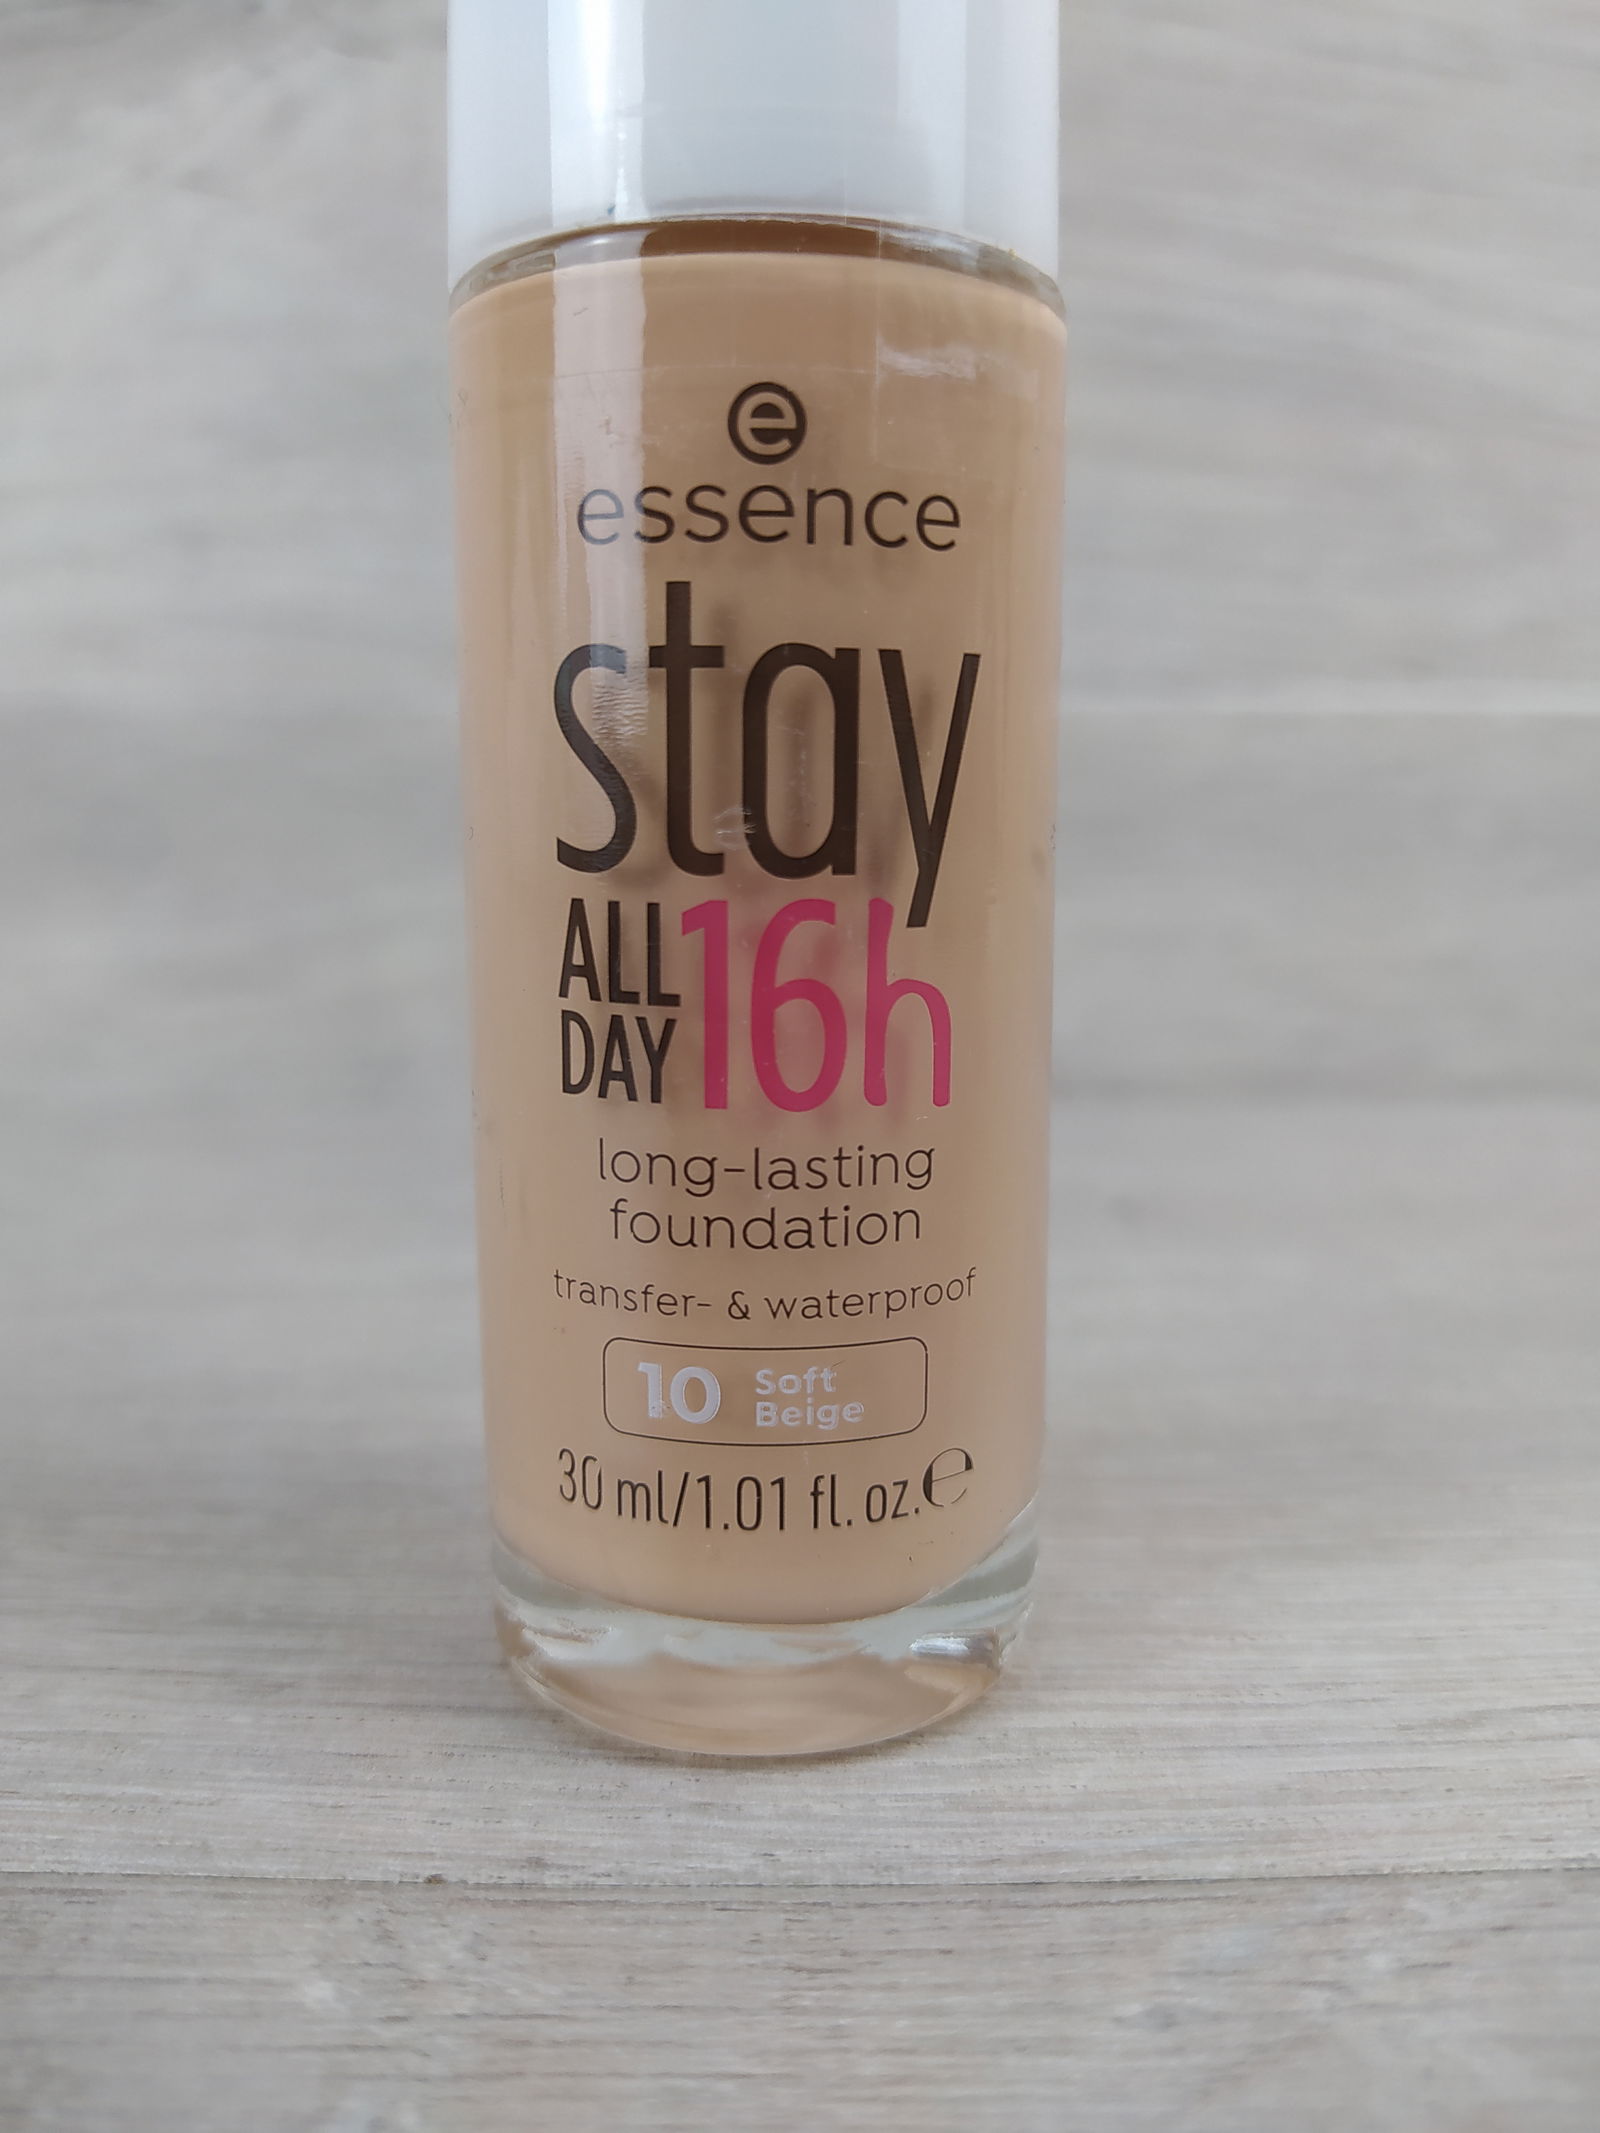 e
essence
stay
ALL DAY 16h
long-lasting
foundation
transfer- & waterproof
10 Soft Beige
30 ml/1.01 fl. oz. ℮